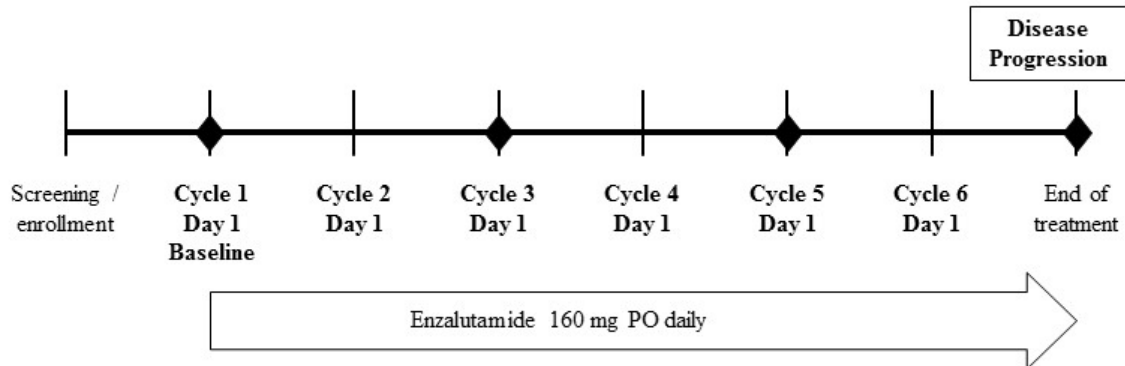 Disease
Progression
Screening /
enrollment
Cycle 1
Day 1
Baseline
Cycle 2
Day 1
Cycle 3
Day 1
Cycle 4
Day 1
Cycle 5
Day 1
Cycle 6
Day 1
End of
treatment
Enzalutamide 160 mg PO daily